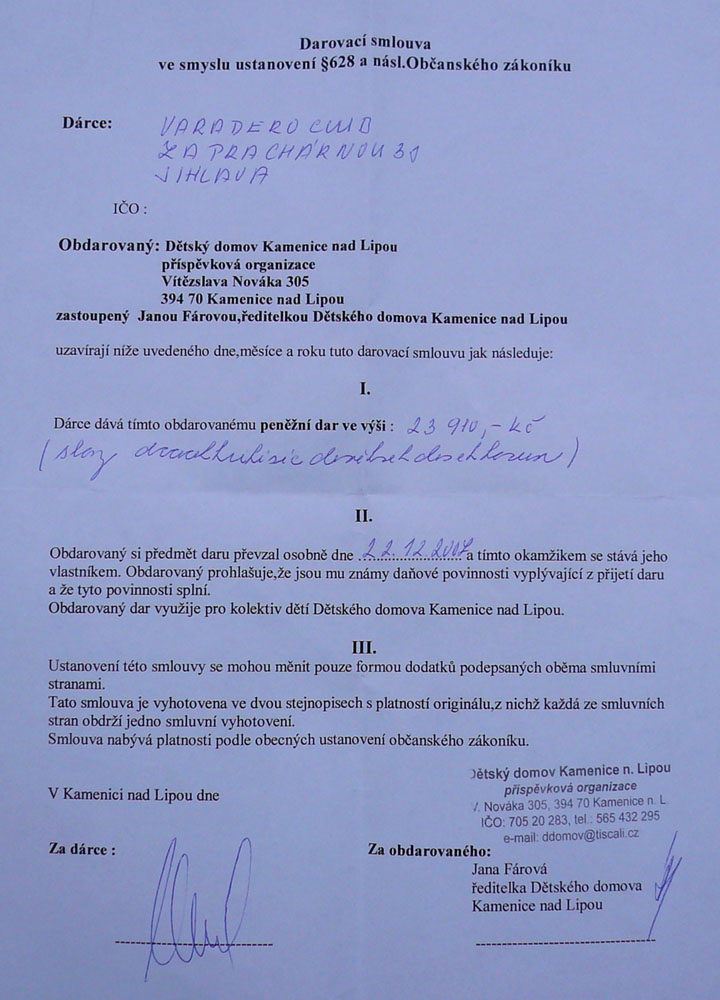 Darovací smlouva
ve smyslu ustanovení §628 a násl.Občanského zákoníku
Dárce: VARADERO CLUB
ZA PRACHÁRNOU 31
JIHLAVA
IČO :
Obdarovaný: Dětský domov Kamenice nad Lipou
příspěvková organizace
Vítězslava Nováka 305
394 70 Kamenice nad Lipou
zastoupený Janou Fárovou,ředitelkou Dětského domova Kamenice nad Lipou
uzavírají níže uvedeného dne,měsíce a roku tuto darovací smlouvu jak následuje:
I.
Dárce dává tímto obdarovanému peněžní dar ve výši : 23 910,- Kč
II.
Obdarovaný si předmět daru převzal osobně dne 22.12.2007 a tímto okamžikem se stává jeho
vlastníkem. Obdarovaný prohlašuje,že jsou mu známy daňové povinnosti vyplývající z přijetí daru
a že tyto povinnosti splní.
Obdarovaný dar využije pro kolektiv dětí Dětského domova Kamenice nad Lipou.
III.
Ustanovení této smlouvy se mohou měnit pouze formou dodatků podepsaných oběma smluvními
stranami.
Tato smlouva je vyhotovena ve dvou stejnopisech s platností originálu,z nichž každá ze smluvních
stran obdrží jedno smluvní vyhotovení.
Smlouva nabývá platnosti podle obecných ustanovení občanského zákoníku.
Dětský domov Kamenice n. Lipou
příspěvková organizace
V. Nováka 305, 394 70 Kamenice n. L.
IČO: 705 20 283, tel.: 565 432 295
e-mail: ddomov@tiscali.cz
V Kamenici nad Lipou dne
Za dárce : Za obdarovaného:
Jana Fárová
ředitelka Dětského domova
Kamenice nad Lipou